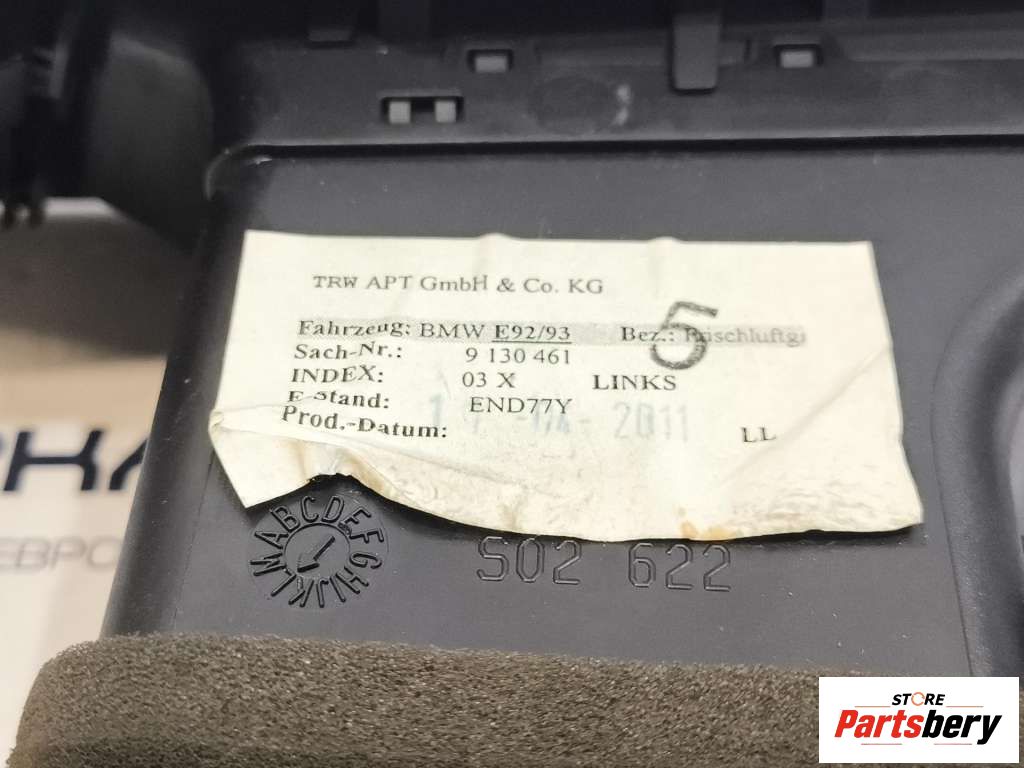 TRW APT GmbH & Co. KG
Fahrzeug: BMW E92/93 Bez.:
5
Sach-Nr.: 9 130 461
INDEX: 03 X LINKS
END77Y
Prod.-Datum: 2011 LL
ABCDEFGHIJKLM
S02 622
STORE
Partsbery